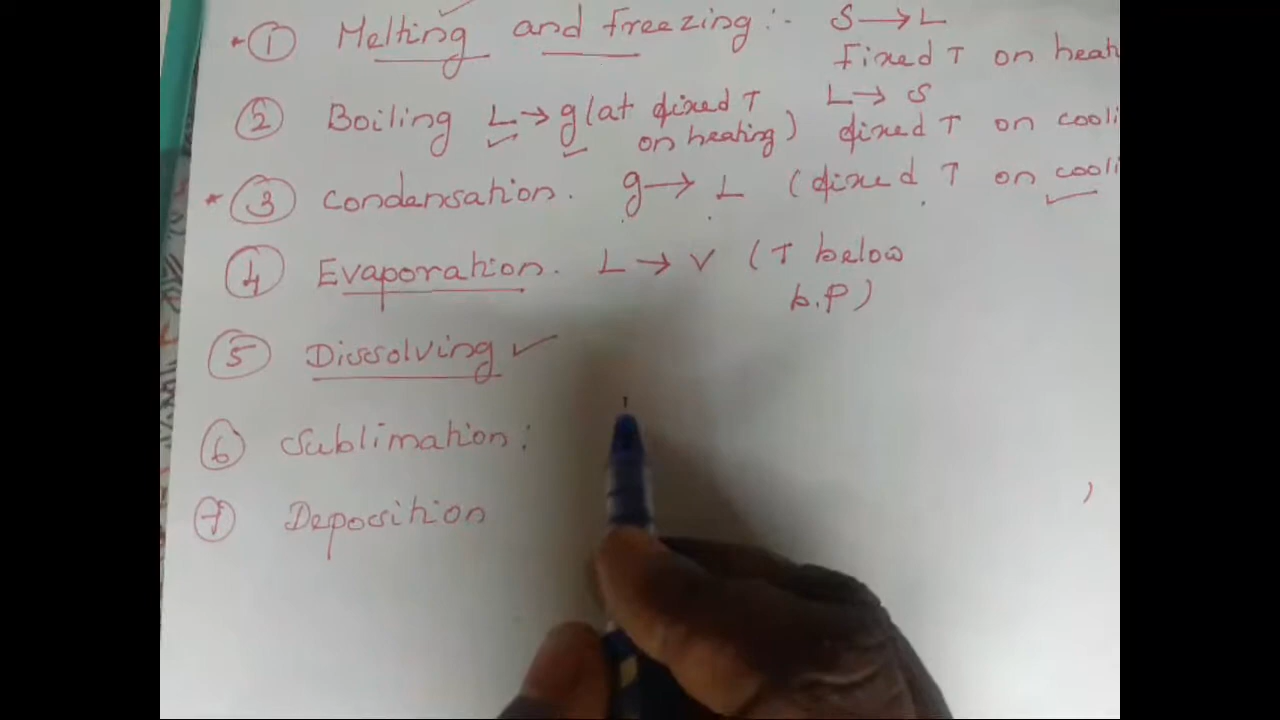 ① Melting and freezing :- S → L
Fixed T on heat
L → S
② Boiling L → g (at fixed T
on heating) fixed T on cooli
③ Condensation. g → L (fixed T on cooli
④ Evaporation. L → V (T below
b.p)
⑤ Dissolving ✓
⑥ Sublimation:
⑦ Deposition